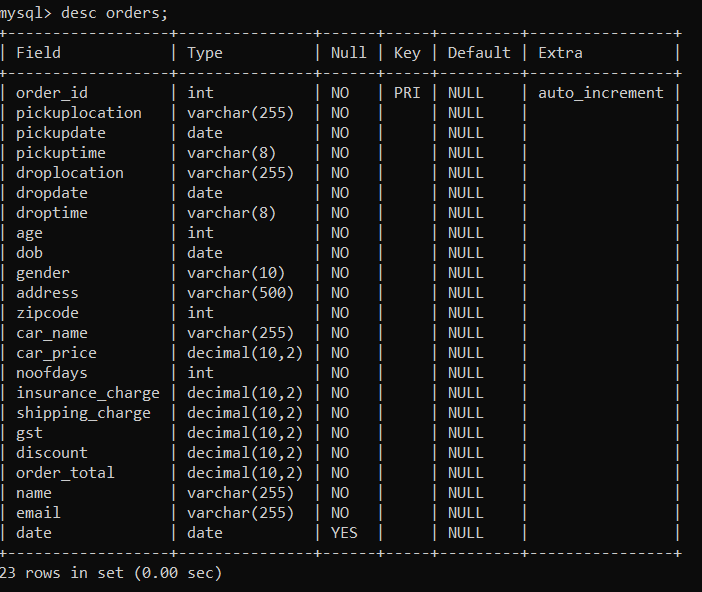 mysql> desc orders;
+------------------+---------------+------+-----+---------+----------------+
| Field            | Type          | Null | Key | Default | Extra          |
+------------------+---------------+------+-----+---------+----------------+
| order_id         | int           | NO   | PRI | NULL    | auto_increment |
| pickuplocation   | varchar(255)  | NO   |     | NULL    |                |
| pickupdate       | date          | NO   |     | NULL    |                |
| pickuptime       | varchar(8)    | NO   |     | NULL    |                |
| droplocation     | varchar(255)  | NO   |     | NULL    |                |
| dropdate         | date          | NO   |     | NULL    |                |
| droptime         | varchar(8)    | NO   |     | NULL    |                |
| age              | int           | NO   |     | NULL    |                |
| dob              | date          | NO   |     | NULL    |                |
| gender           | varchar(10)   | NO   |     | NULL    |                |
| address          | varchar(500)  | NO   |     | NULL    |                |
| zipcode          | int           | NO   |     | NULL    |                |
| car_name         | varchar(255)  | NO   |     | NULL    |                |
| car_price        | decimal(10,2) | NO   |     | NULL    |                |
| noofdays         | int           | NO   |     | NULL    |                |
| insurance_charge | decimal(10,2) | NO   |     | NULL    |                |
| shipping_charge  | decimal(10,2) | NO   |     | NULL    |                |
| gst              | decimal(10,2) | NO   |     | NULL    |                |
| discount         | decimal(10,2) | NO   |     | NULL    |                |
| order_total      | decimal(10,2) | NO   |     | NULL    |                |
| name             | varchar(255)  | NO   |     | NULL    |                |
| email            | varchar(255)  | NO   |     | NULL    |                |
| date             | date          | YES  |     | NULL    |                |
+------------------+---------------+------+-----+---------+----------------+
23 rows in set (0.00 sec)